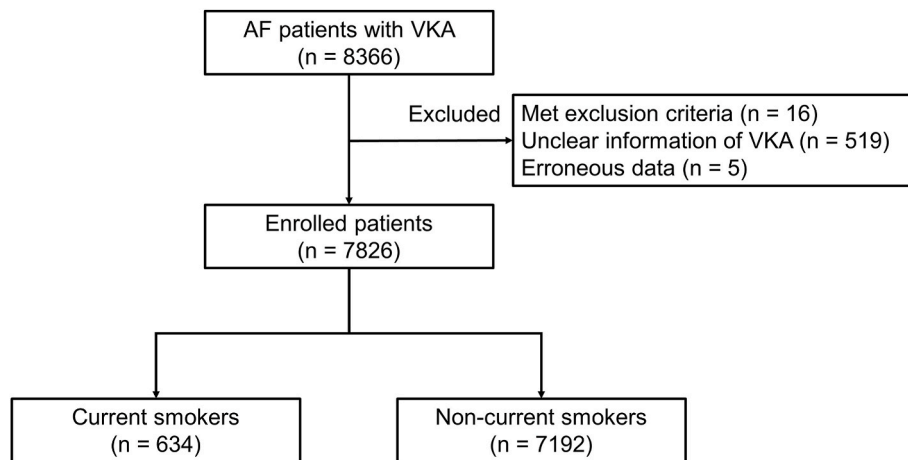 AF patients with VKA
(n = 8366)
Excluded
Met exclusion criteria (n = 16)
Unclear information of VKA (n = 519)
Erroneous data (n = 5)
Enrolled patients
(n = 7826)
Current smokers
(n = 634)
Non-current smokers
(n = 7192)